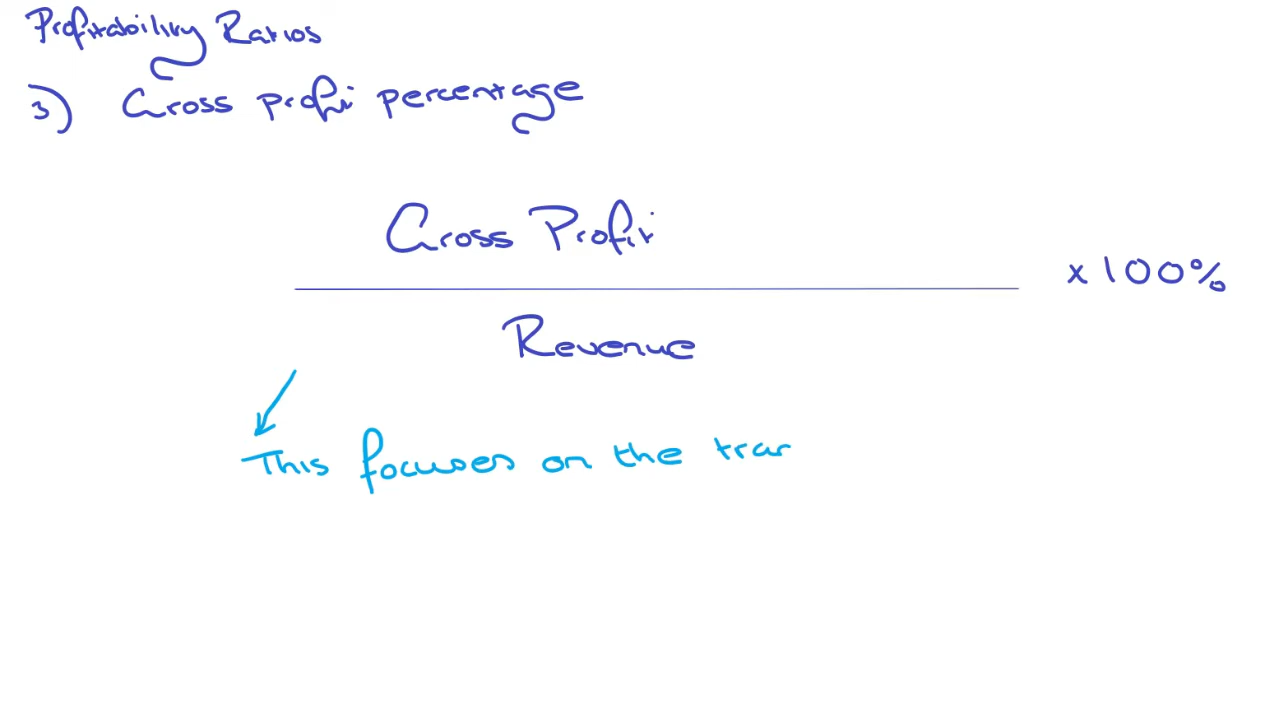 Profitability Ratios
3) Gross profit percentage
Gross Profit
x 100%
Revenue
This focuses on the trar